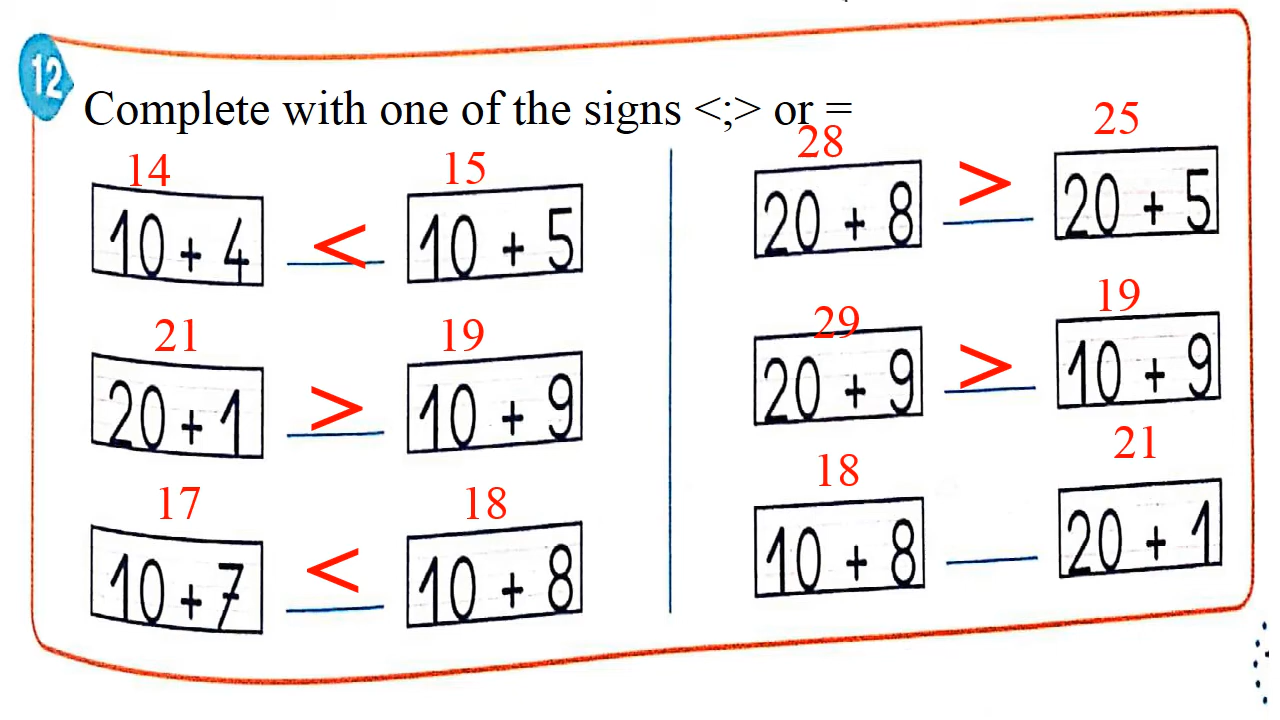 12
Complete with one of the signs <;> or =
14 15
10 + 4 < 10 + 5
21 19
20 + 1 > 10 + 9
17 18
10 + 7 < 10 + 8
28 25
20 + 8 > 20 + 5
29 19
20 + 9 > 10 + 9
18 21
10 + 8 ___ 20 + 1